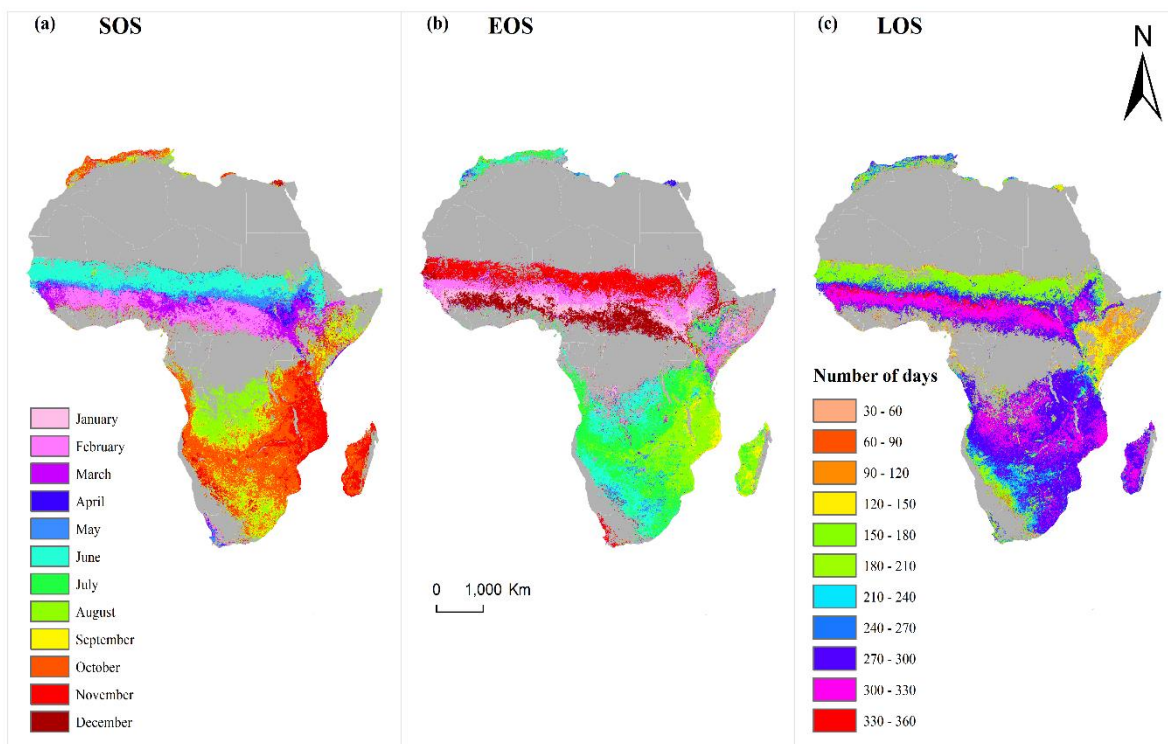 (a) SOS
(b) EOS
(c) LOS
N
January
February
March
April
May
June
July
August
September
October
November
December
0 1,000 Km
Number of days
30 - 60
60 - 90
90 - 120
120 - 150
150 - 180
180 - 210
210 - 240
240 - 270
270 - 300
300 - 330
330 - 360